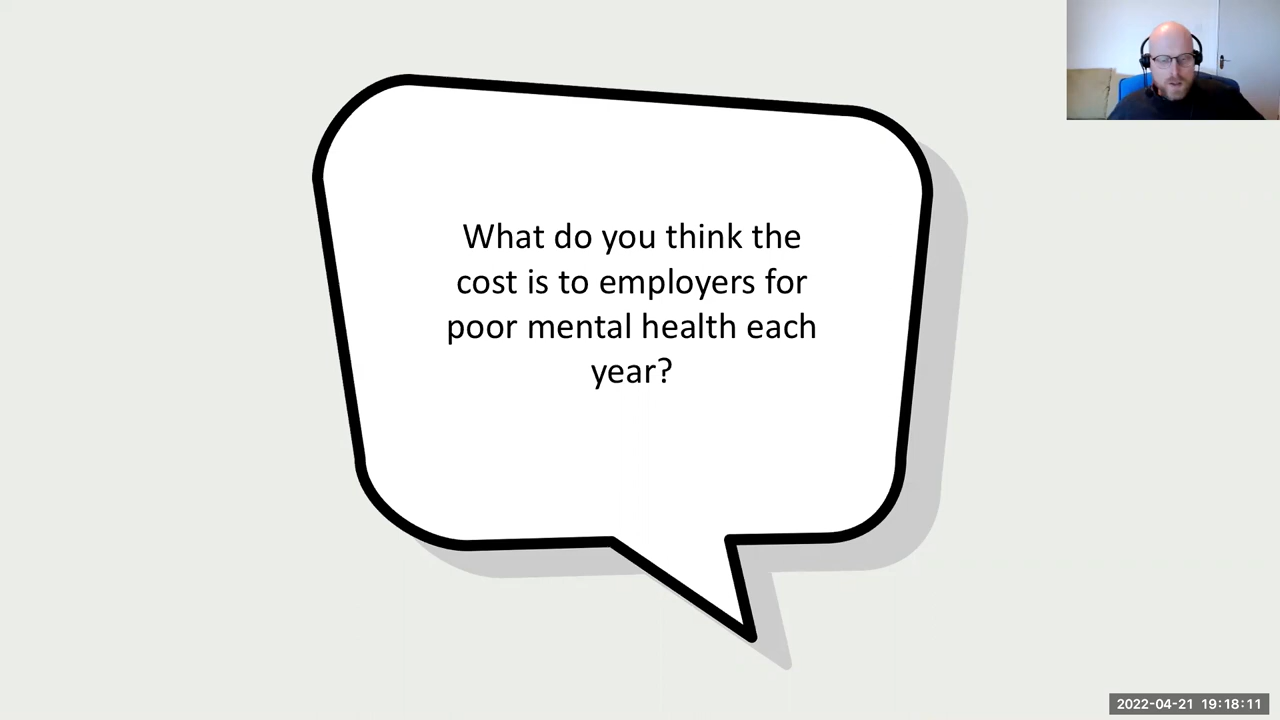 What do you think the
cost is to employers for
poor mental health each
year?
2022-04-21 19:18:11